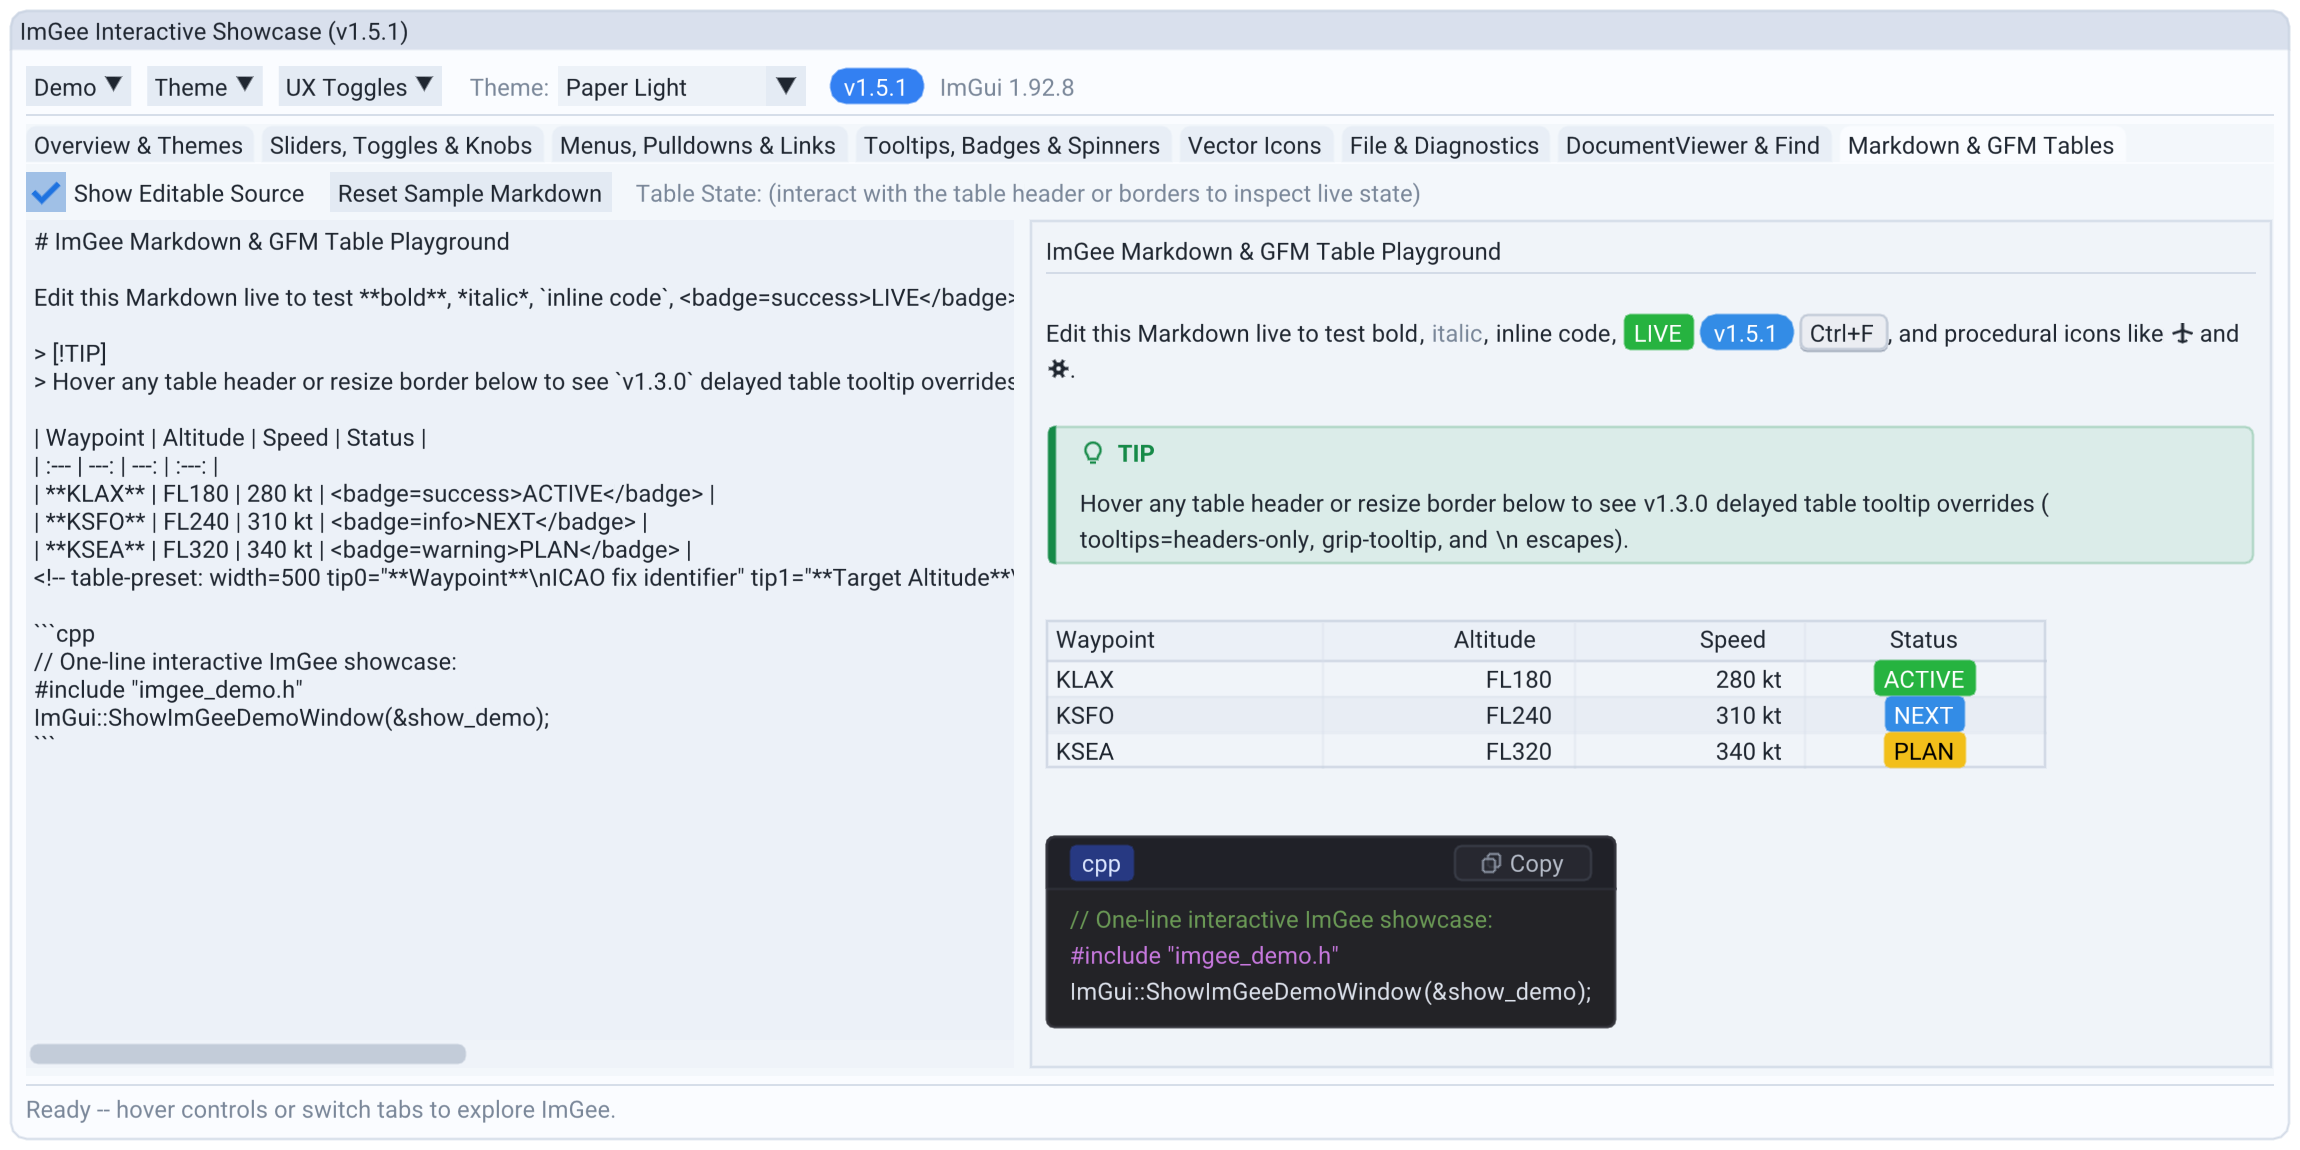 ImGee Interactive Showcase (v1.5.1)
Demo ▼ Theme ▼ UX Toggles ▼ Theme: Paper Light ▼ v1.5.1 ImGui 1.92.8
Overview & Themes Sliders, Toggles & Knobs Menus, Pulldowns & Links Tooltips, Badges & Spinners Vector Icons File & Diagnostics DocumentViewer & Find Markdown & GFM Tables
Show Editable Source Reset Sample Markdown Table State: (interact with the table header or borders to inspect live state)
# ImGee Markdown & GFM Table Playground
Edit this Markdown live to test **bold**, *italic*, `inline code`, <badge=success>LIVE</badge>
> [!TIP]
> Hover any table header or resize border below to see `v1.3.0` delayed table tooltip overrides
| Waypoint | Altitude | Speed | Status |
| :--- | ---: | ---: | :---: |
| **KLAX** | FL180 | 280 kt | <badge=success>ACTIVE</badge> |
| **KSFO** | FL240 | 310 kt | <badge=info>NEXT</badge> |
| **KSEA** | FL320 | 340 kt | <badge=warning>PLAN</badge> |
<!-- table-preset: width=500 tip0="**Waypoint**\nICAO fix identifier" tip1="**Target Altitude**\
```cpp
// One-line interactive ImGee showcase:
#include "imgee_demo.h"
ImGui::ShowImGeeDemoWindow(&show_demo);
```
ImGee Markdown & GFM Table Playground
Edit this Markdown live to test bold, italic, inline code, LIVE v1.5.1 Ctrl+F, and procedural icons like and
.
TIP
Hover any table header or resize border below to see v1.3.0 delayed table tooltip overrides (
tooltips=headers-only, grip-tooltip, and \n escapes).
Waypoint Altitude Speed Status
KLAX FL180 280 kt ACTIVE
KSFO FL240 310 kt NEXT
KSEA FL320 340 kt PLAN
cpp Copy
// One-line interactive ImGee showcase:
#include "imgee_demo.h"
ImGui::ShowImGeeDemoWindow(&show_demo);
Ready -- hover controls or switch tabs to explore ImGee.